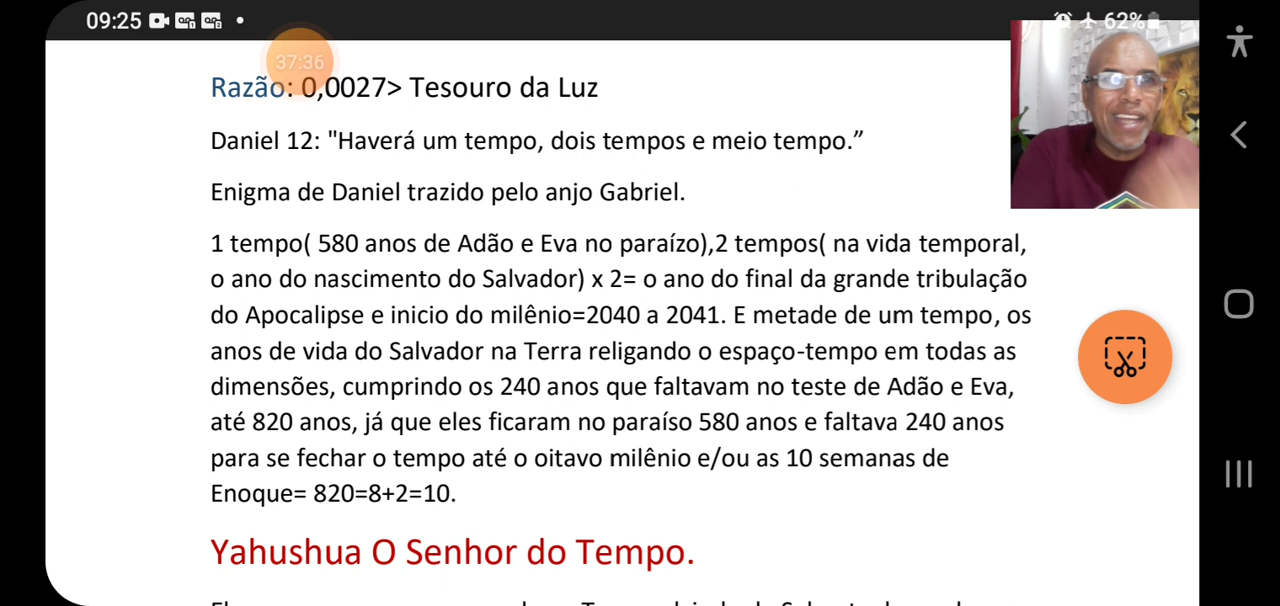 09:25
62%
37:36
Razão: 0,0027> Tesouro da Luz
Daniel 12: "Haverá um tempo, dois tempos e meio tempo.”
Enigma de Daniel trazido pelo anjo Gabriel.
1 tempo( 580 anos de Adão e Eva no paraízo),2 tempos( na vida temporal,
o ano do nascimento do Salvador) x 2= o ano do final da grande tribulação
do Apocalipse e inicio do milênio=2040 a 2041. E metade de um tempo, os
anos de vida do Salvador na Terra religando o espaço-tempo em todas as
dimensões, cumprindo os 240 anos que faltavam no teste de Adão e Eva,
até 820 anos, já que eles ficaram no paraíso 580 anos e faltava 240 anos
para se fechar o tempo até o oitavo milênio e/ou as 10 semanas de
Enoque= 820=8+2=10.
Yahushua O Senhor do Tempo.